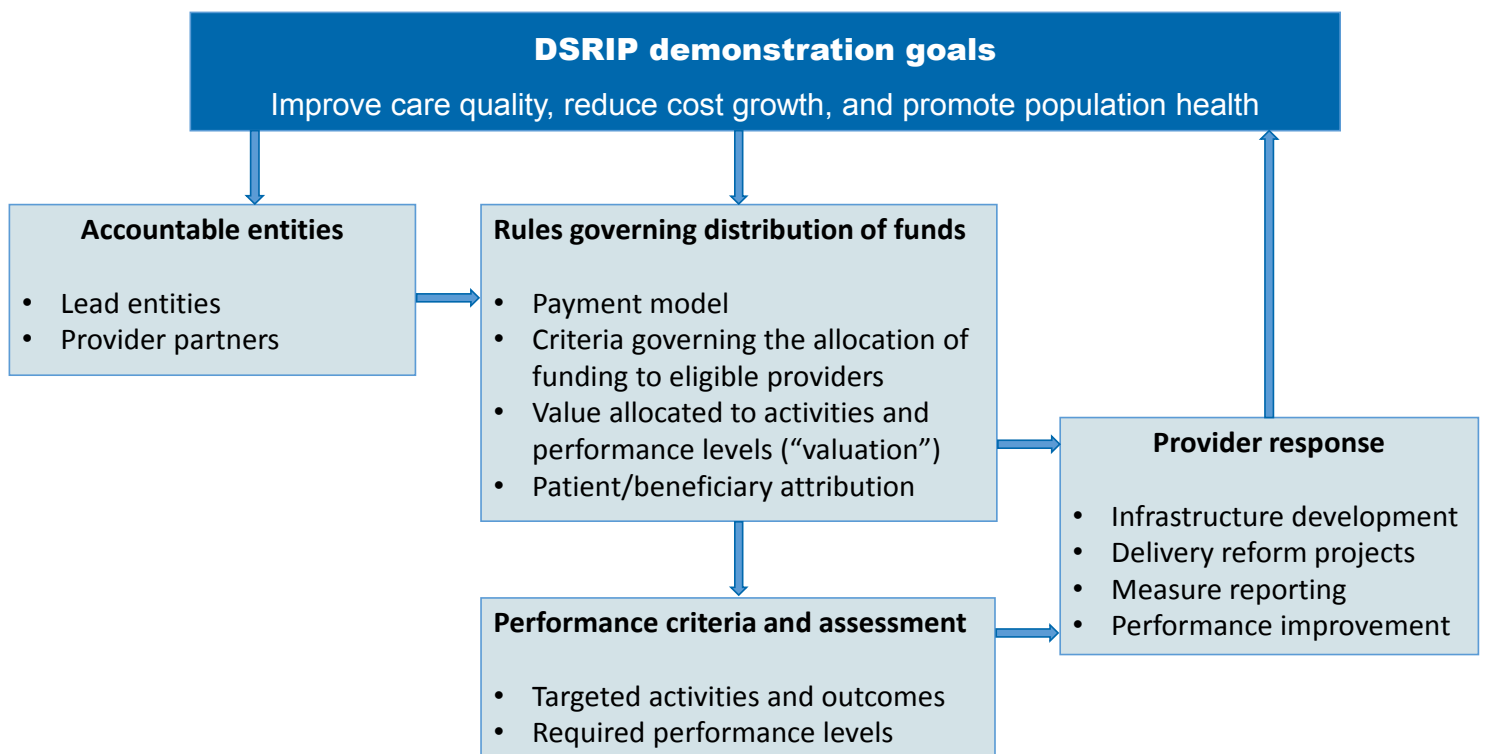 DSRIP demonstration goals
Improve care quality, reduce cost growth, and promote population health
Accountable entities
• Lead entities
• Provider partners
Rules governing distribution of funds
• Payment model
• Criteria governing the allocation of
funding to eligible providers
• Value allocated to activities and
performance levels (“valuation”)
• Patient/beneficiary attribution
Performance criteria and assessment
• Targeted activities and outcomes
• Required performance levels
Provider response
• Infrastructure development
• Delivery reform projects
• Measure reporting
• Performance improvement